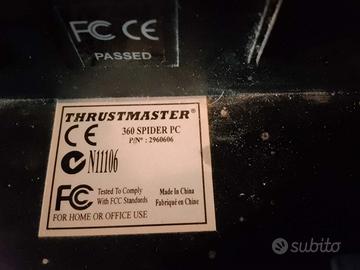 FC CE
PASSED
THRUSTMASTER®
CE
360 SPIDER PC
P/N° : 2960606
N11106
FC
Tested To Comply
With FCC Standards
Made In China
Fabriqué en Chine
FOR HOME OR OFFICE USE
subito